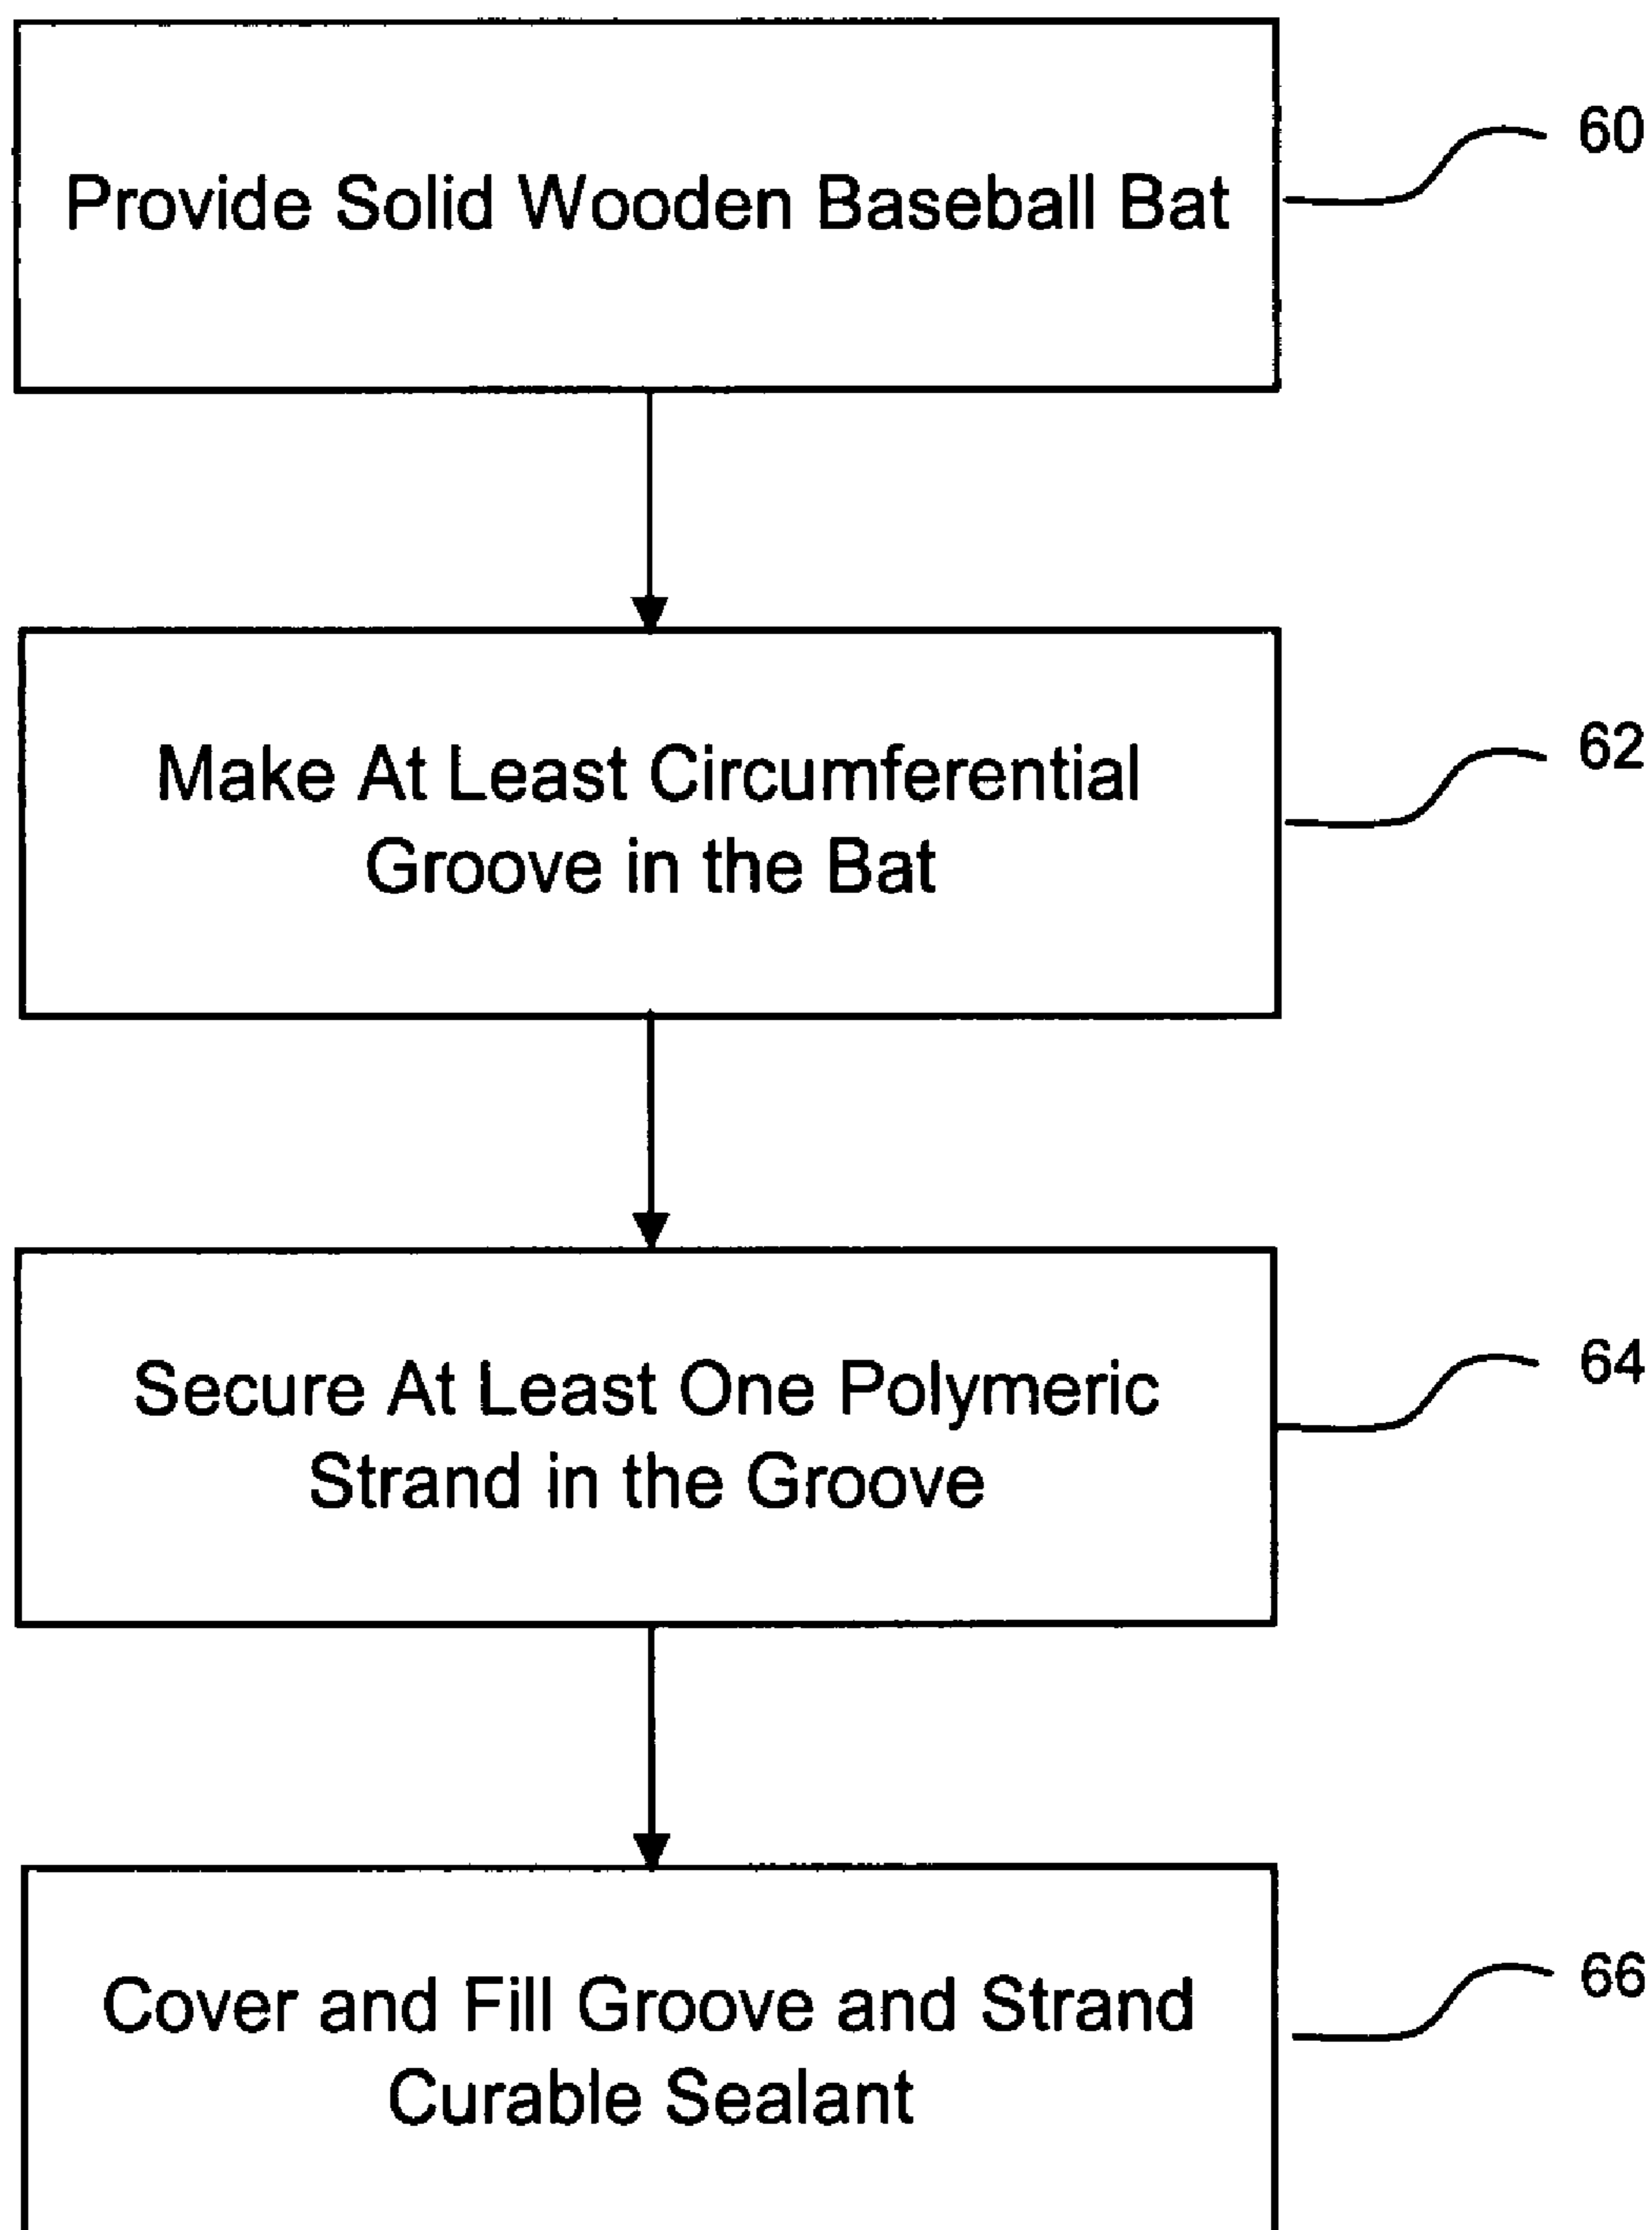 Provide Solid Wooden Baseball Bat
60
Make At Least Circumferential
Groove in the Bat
62
Secure At Least One Polymeric
Strand in the Groove
64
Cover and Fill Groove and Strand
Curable Sealant
66